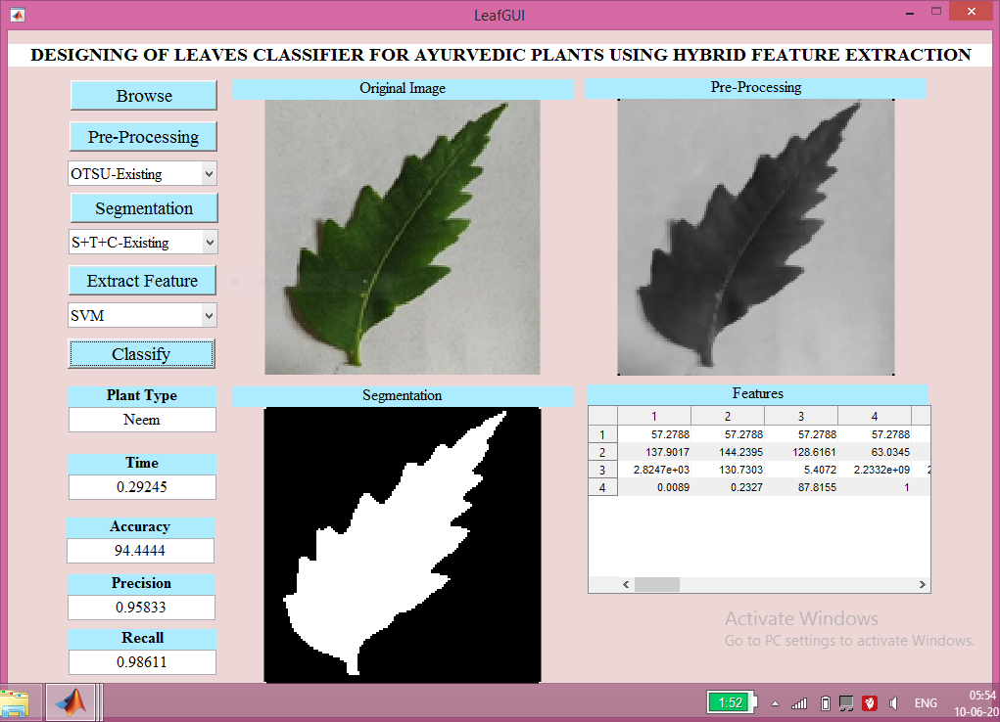 LeafGUI
DESIGNING OF LEAVES CLASSIFIER FOR AYURVEDIC PLANTS USING HYBRID FEATURE EXTRACTION
Browse
Pre-Processing
OTSU-Existing
Segmentation
S+T+C-Existing
Extract Feature
SVM
Classify
Plant Type
Neem
Time
0.29245
Accuracy
94.4444
Precision
0.95833
Recall
0.98611
Original Image
Pre-Processing
Segmentation
Features
1 2 3 4
1 57.2788 57.2788 57.2788 57.2788
2 137.9017 144.2395 128.6161 63.0345
3 2.8247e+03 130.7303 5.4072 2.2332e+09 2
4 0.0089 0.2327 87.8155 1
Activate Windows
Go to PC settings to activate Windows.
1:52
ENG
05:54
10-06-20